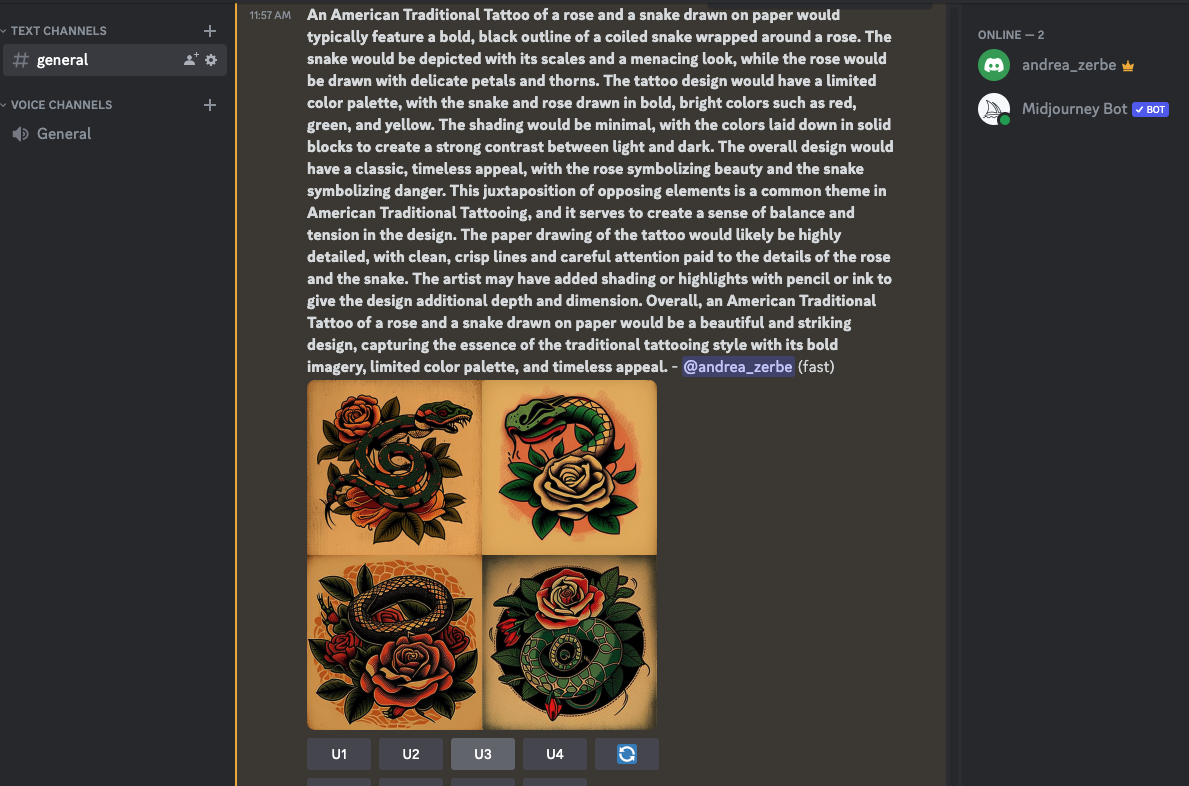 TEXT CHANNELS
general
VOICE CHANNELS
General
11:57 AM
An American Traditional Tattoo of a rose and a snake drawn on paper would
typically feature a bold, black outline of a coiled snake wrapped around a rose. The
snake would be depicted with its scales and a menacing look, while the rose would
be drawn with delicate petals and thorns. The tattoo design would have a limited
color palette, with the snake and rose drawn in bold, bright colors such as red,
green, and yellow. The shading would be minimal, with the colors laid down in solid
blocks to create a strong contrast between light and dark. The overall design would
have a classic, timeless appeal, with the rose symbolizing beauty and the snake
symbolizing danger. This juxtaposition of opposing elements is a common theme in
American Traditional Tattooing, and it serves to create a sense of balance and
tension in the design. The paper drawing of the tattoo would likely be highly
detailed, with clean, crisp lines and careful attention paid to the details of the rose
and the snake. The artist may have added shading or highlights with pencil or ink to
give the design additional depth and dimension. Overall, an American Traditional
Tattoo of a rose and a snake drawn on paper would be a beautiful and striking
design, capturing the essence of the traditional tattooing style with its bold
imagery, limited color palette, and timeless appeal. - @andrea_zerbe (fast)
U1 U2 U3 U4
ONLINE — 2
andrea_zerbe
Midjourney Bot ✓ BOT